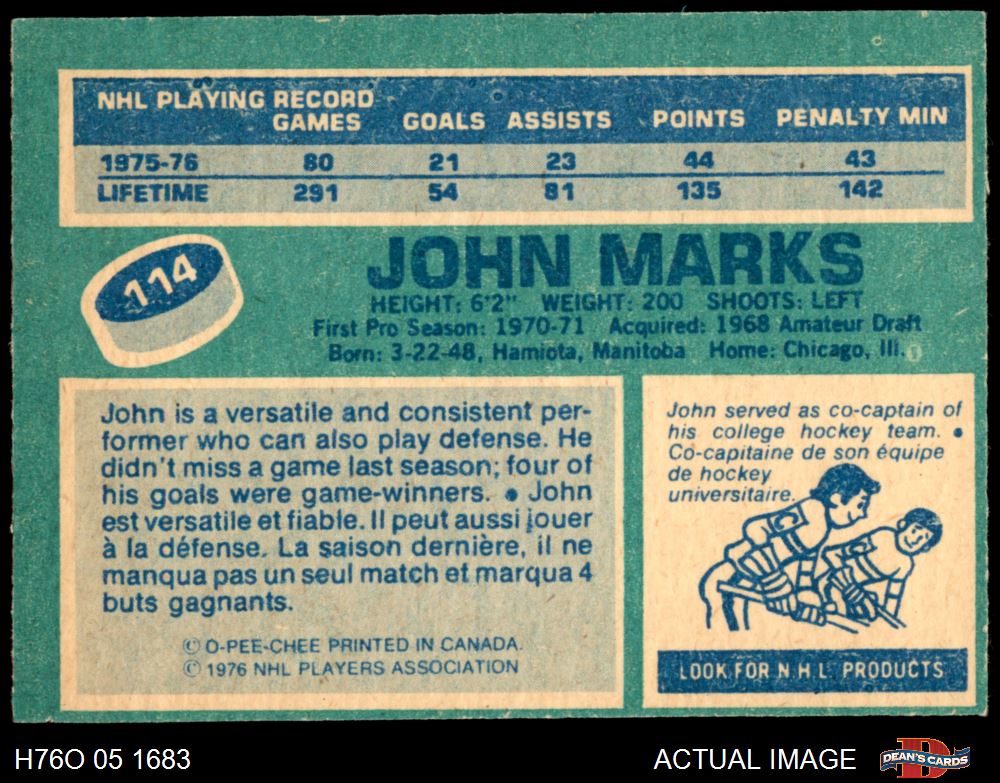 NHL PLAYING RECORD
GAMES GOALS ASSISTS POINTS PENALTY MIN
1975-76 80 21 23 44 43
LIFETIME 291 54 81 135 142
114
JOHN MARKS
HEIGHT: 6'2" WEIGHT: 200 SHOOTS: LEFT
First Pro Season: 1970-71 Acquired: 1968 Amateur Draft
Born: 3-22-48, Hamiota, Manitoba Home: Chicago, Ill.
John is a versatile and consistent per-
former who can also play defense. He
didn't miss a game last season; four of
his goals were game-winners. • John
est versatile et fiable. Il peut aussi jouer
à la défense. La saison dernière, il ne
manqua pas un seul match et marqua 4
buts gagnants.
© O-PEE-CHEE PRINTED IN CANADA.
© 1976 NHL PLAYERS ASSOCIATION
John served as co-captain of
his college hockey team. •
Co-capitaine de son équipe
de hockey
universitaire.
LOOK FOR N.H.L. PRODUCTS
H76O 05 1683
ACTUAL IMAGE
D
DEAN'S CARDS